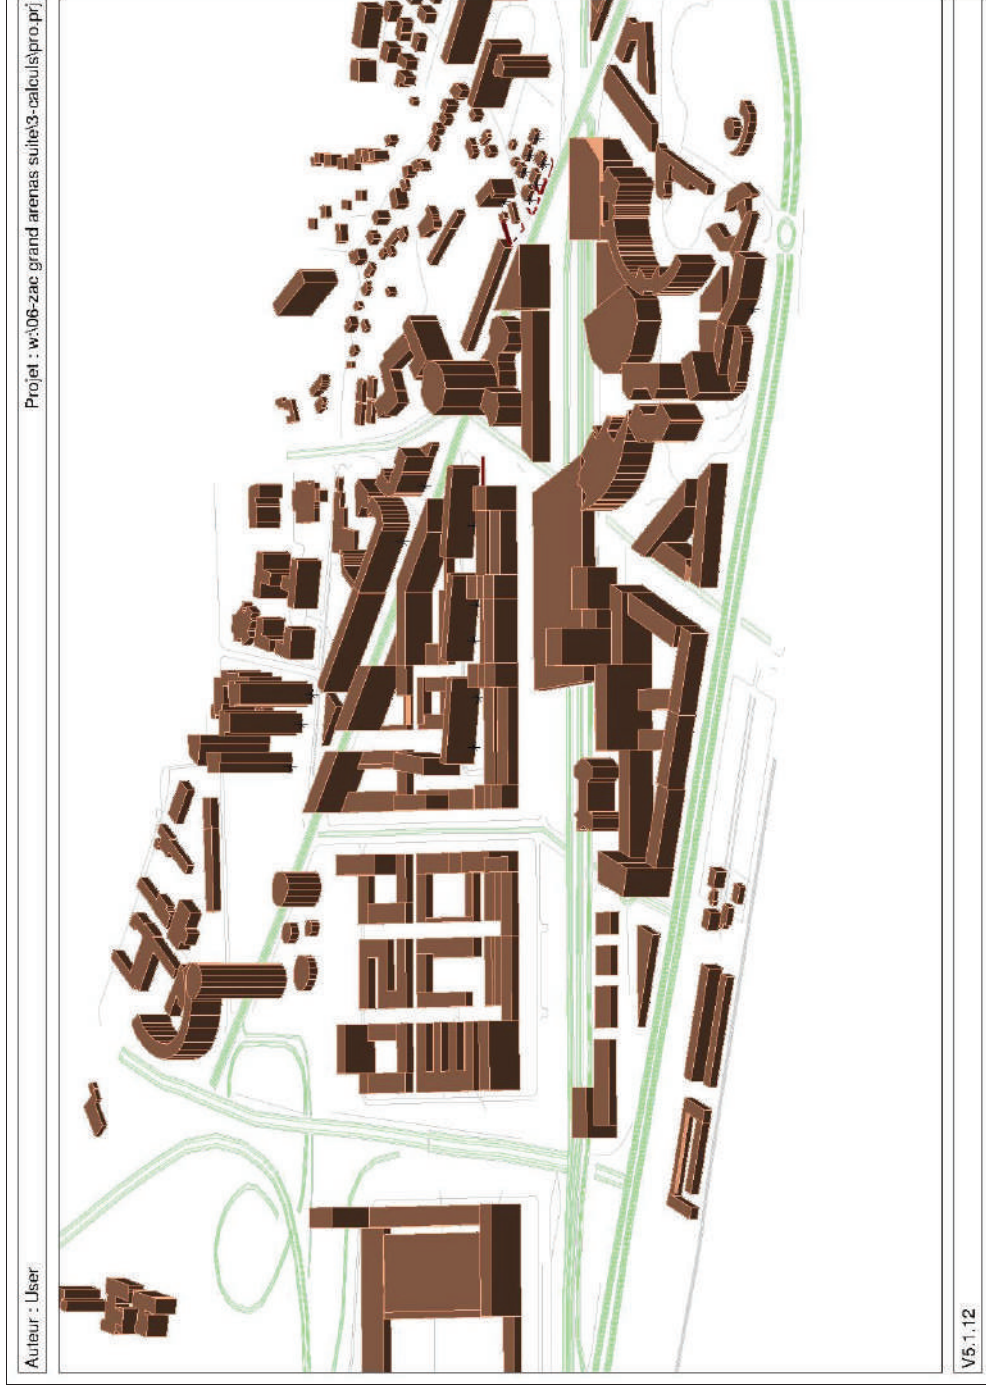 Auteur : User
Projet : w:\06-zac grand arenas suite\3-calculs\pro.prj
V5.1.12